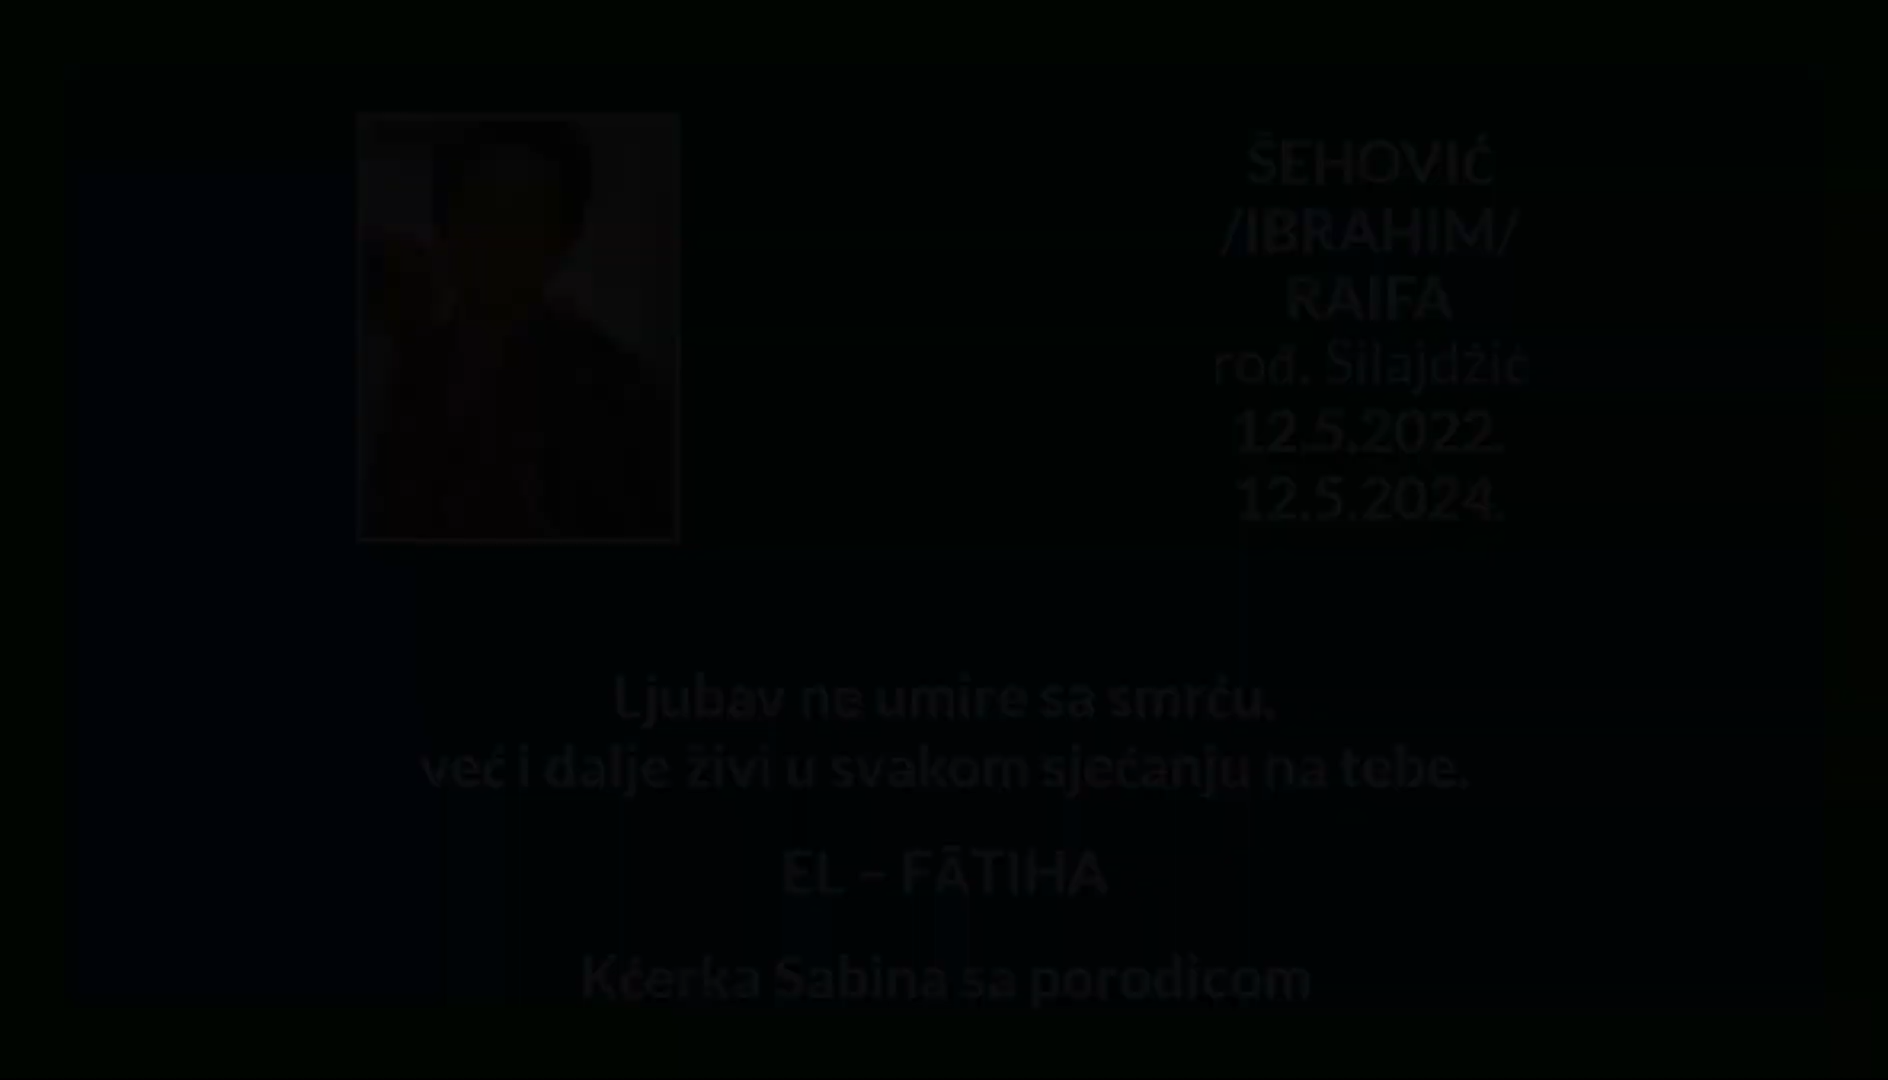 ŠEHOVIĆ
/IBRAHIM/
RAIFA
rođ. Silajdžić
12.5.2022.
12.5.2024.
Ljubav ne umire sa smrću,
već i dalje živi u svakom sjećanju na tebe.
EL – FĀTIHA
Kćerka Sabina sa porodicom